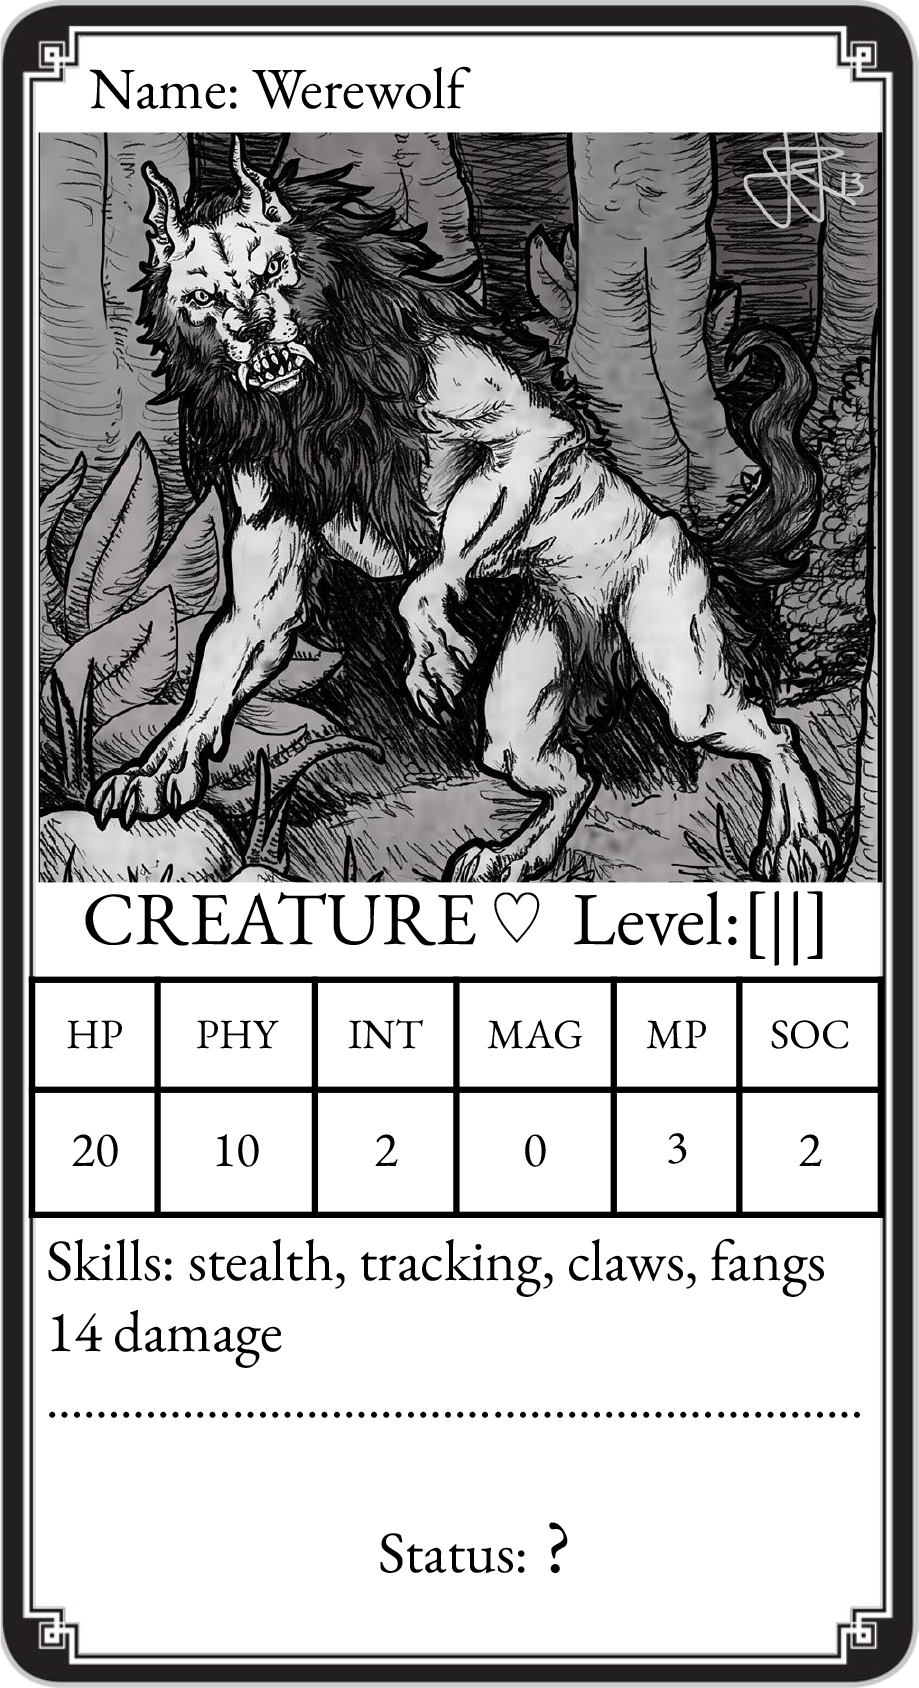 Name: Werewolf
13
CREATURE ♡ Level:[||]
HP PHY INT MAG MP SOC
20 10 2 0 3 2
Skills: stealth, tracking, claws, fangs
14 damage
......................................................................
Status: ?